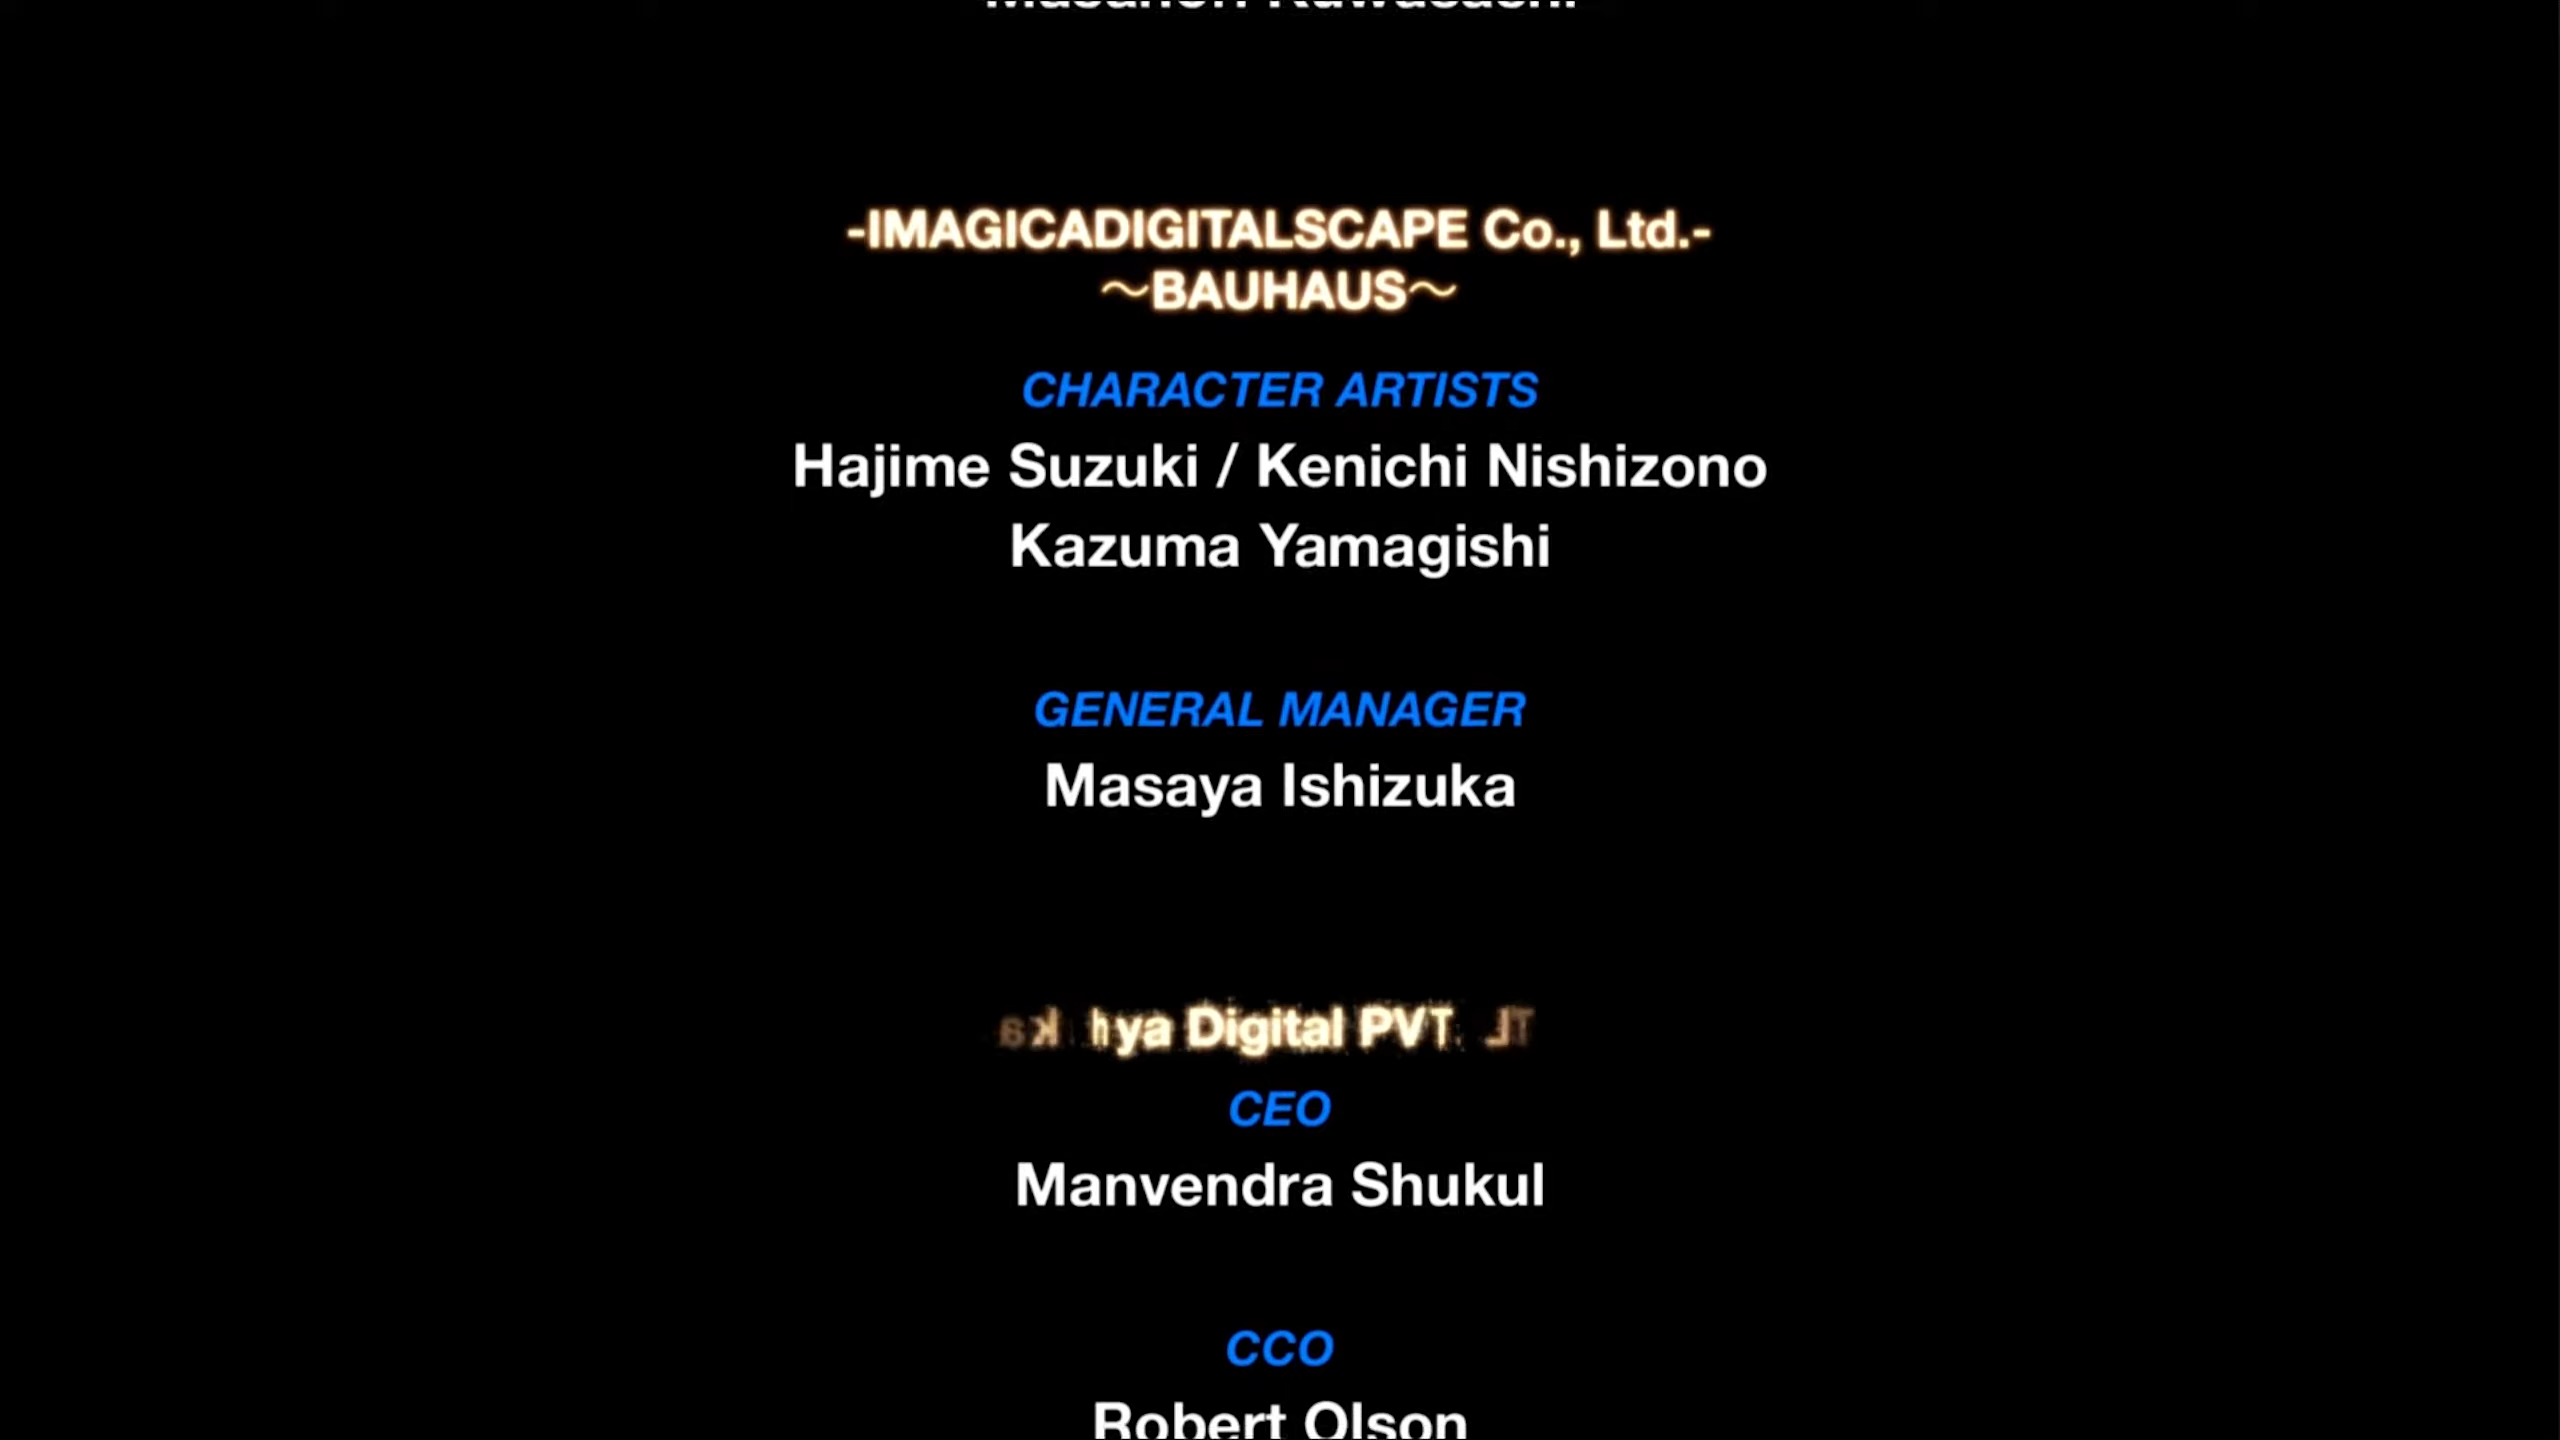 -IMAGICADIGITALSCAPE Co., Ltd.-
～BAUHAUS～
CHARACTER ARTISTS
Hajime Suzuki / Kenichi Nishizono
Kazuma Yamagishi
GENERAL MANAGER
Masaya Ishizuka
Digital PVT
CEO
Manvendra Shukul
CCO
Robert Olson